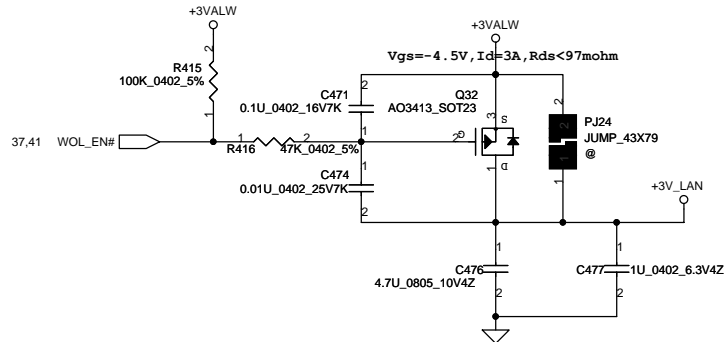 +3VALW
+3VALW
Vgs=-4.5V,Id=3A,Rds<97mohm
2
R415
100K_0402_5%
1
2
C471
0.1U_0402_16V7K
1
Q32
AO3413_SOT23
3
S
G
2
D
1
2
2
PJ24
JUMP_43X79
@
1
1
37,41
WOL_EN#
1
R416
2
47K_0402_5%
1
C474
0.01U_0402_25V7K
2
+3V_LAN
1
C476
4.7U_0805_10V4Z
2
1
C477
1U_0402_6.3V4Z
2